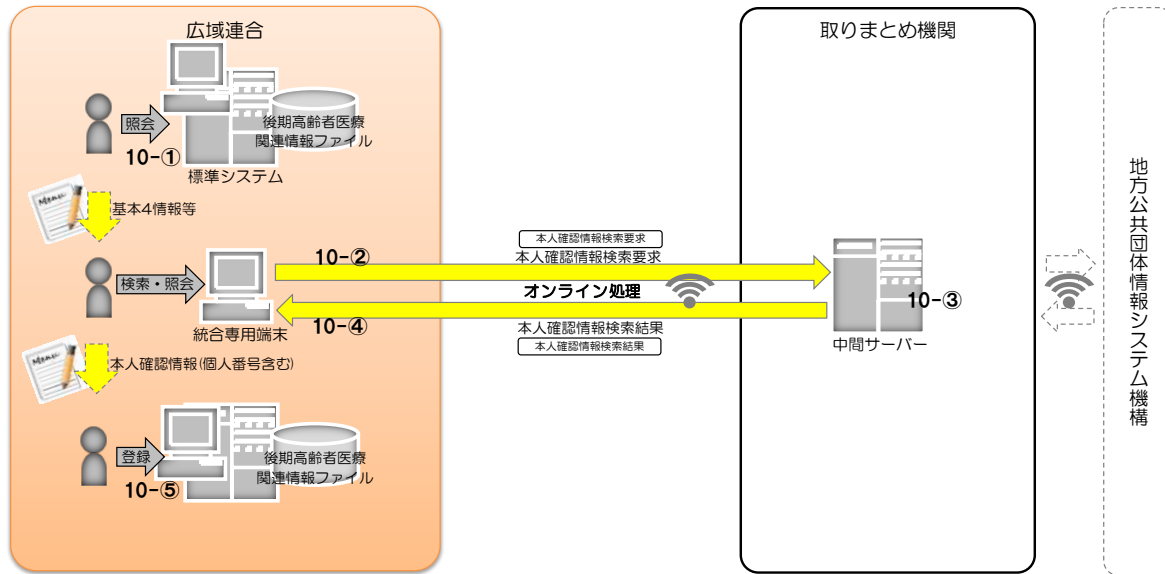 広域連合
取りまとめ機関
照会
10-①
後期高齢者医療
関連情報ファイル
標準システム
Menu
基本4情報等
検索・照会
統合専用端末
10-②
本人確認情報検索要求
本人確認情報検索要求
オンライン処理
10-③
10-④
本人確認情報検索結果
本人確認情報検索結果
中間サーバー
Menu
本人確認情報(個人番号含む)
登録
10-⑤
後期高齢者医療
関連情報ファイル
地方公共団体情報システム機構